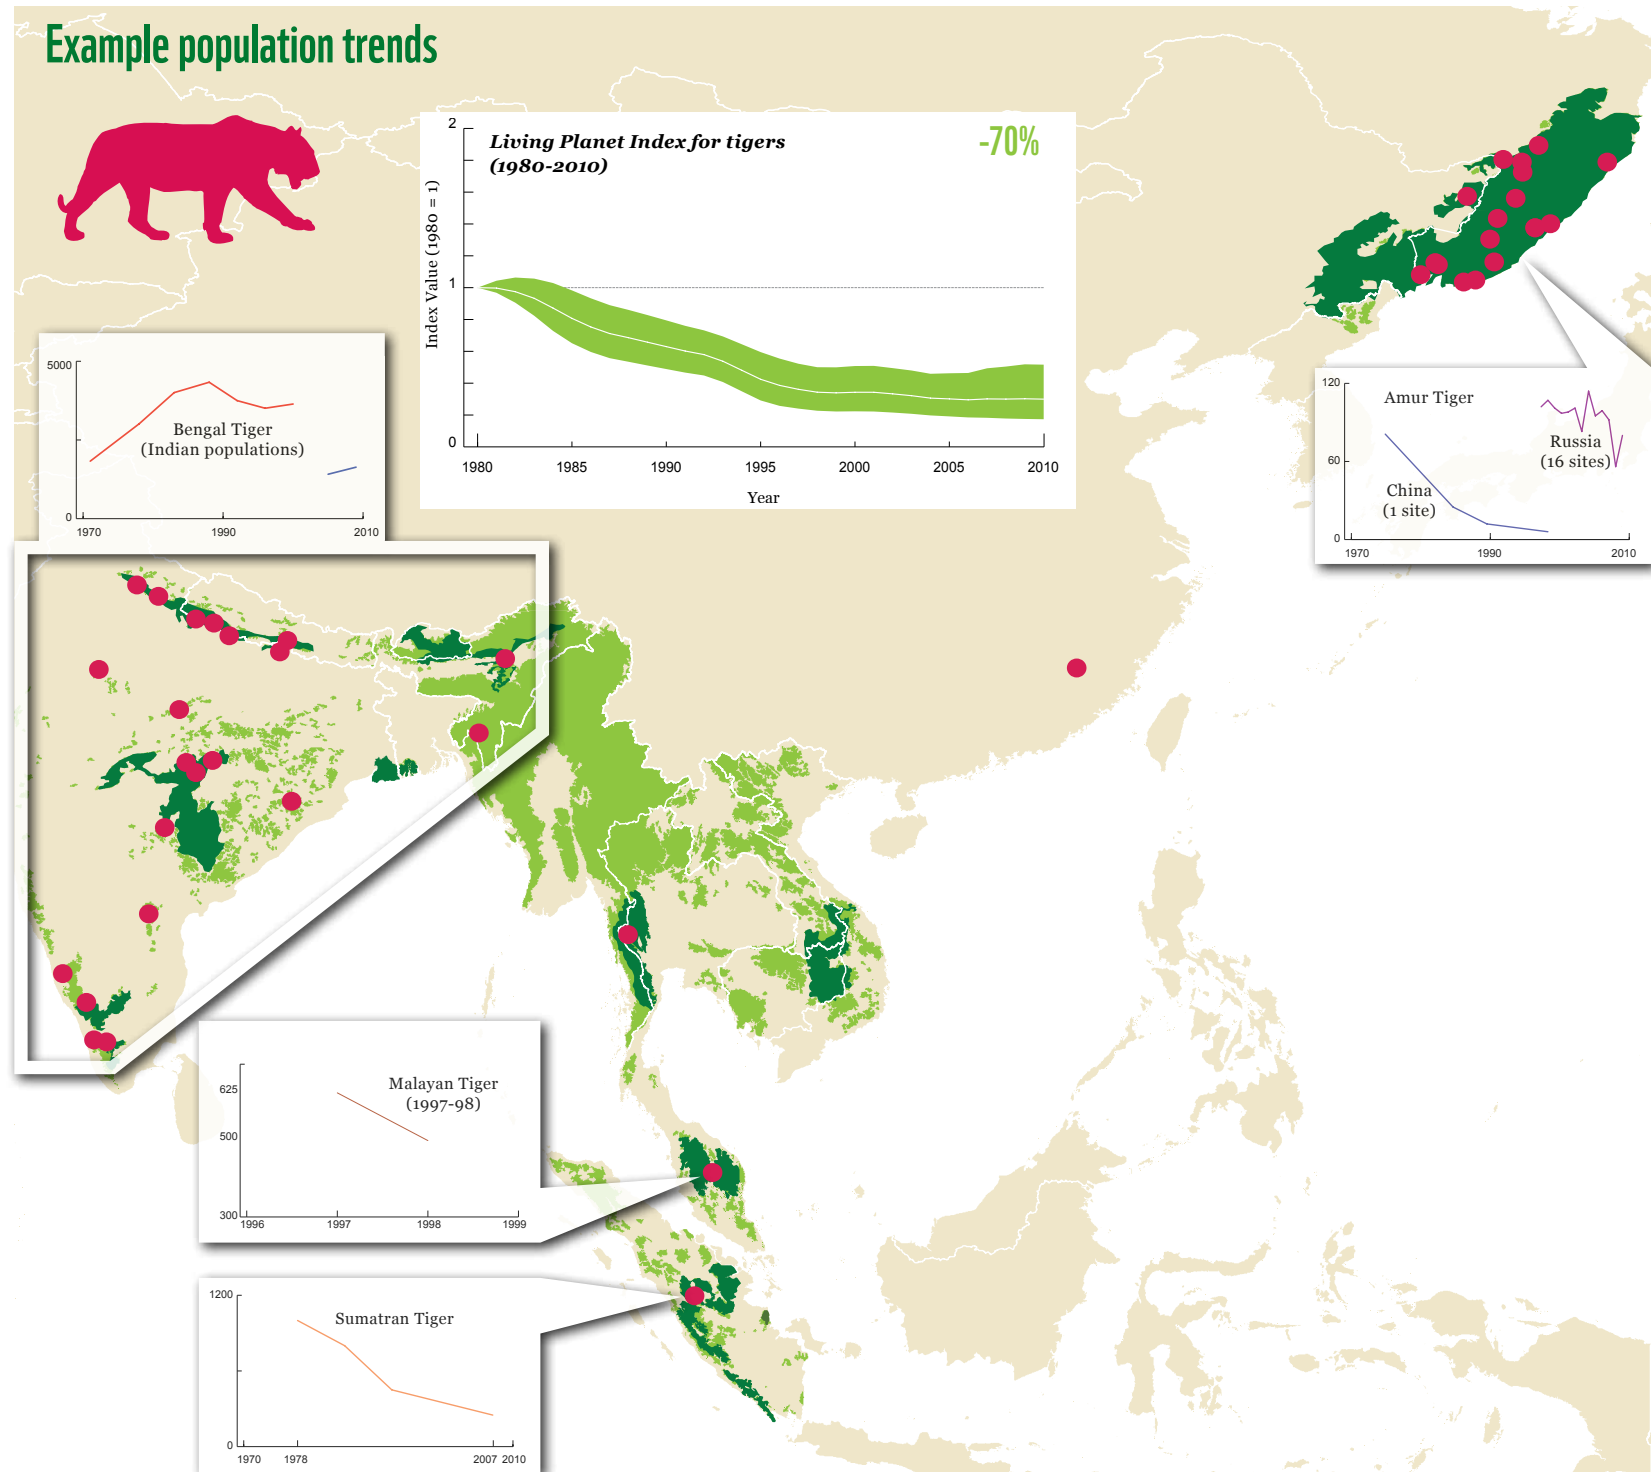 Example population trends
Living Planet Index for tigers
(1980-2010)
-70%
Index Value (1980 = 1)
2
1
0
1980 1985 1990 1995 2000 2005 2010
Year
5000
0
Bengal Tiger
(Indian populations)
1970 1990 2010
120
60
0
Amur Tiger
Russia
(16 sites)
China
(1 site)
1970 1990 2010
625
500
300
Malayan Tiger
(1997-98)
1996 1997 1998 1999
1200
0
Sumatran Tiger
1970 1978 2007 2010